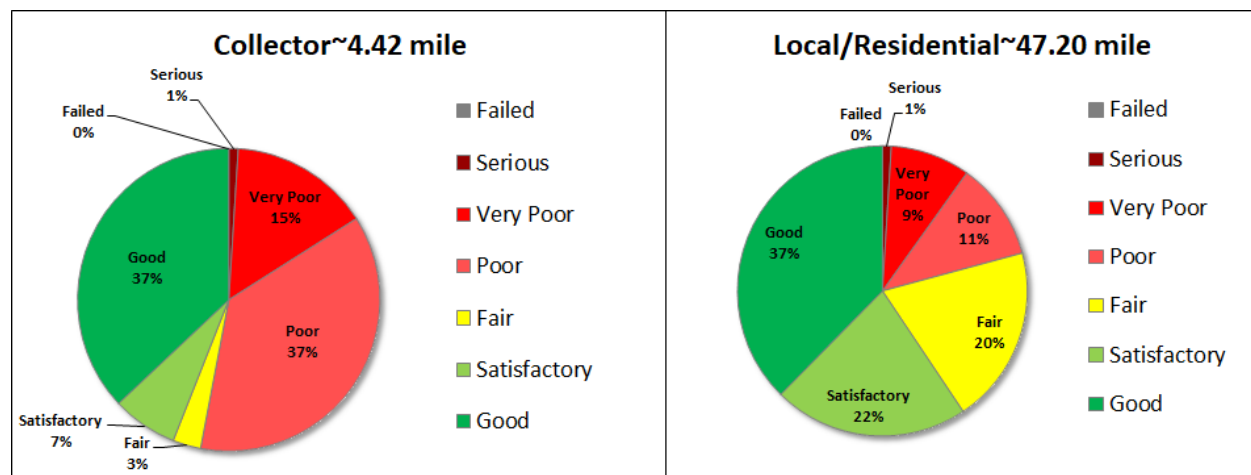 Collector~4.42 mile
Serious
1%
Failed
0%
Very Poor
15%
Good
37%
Poor
37%
Satisfactory
7%
Fair
3%
Failed
Serious
Very Poor
Poor
Fair
Satisfactory
Good
Local/Residential~47.20 mile
Serious
1%
Failed
0%
Very
Poor
9%
Poor
11%
Good
37%
Fair
20%
Satisfactory
22%
Failed
Serious
Very Poor
Poor
Fair
Satisfactory
Good